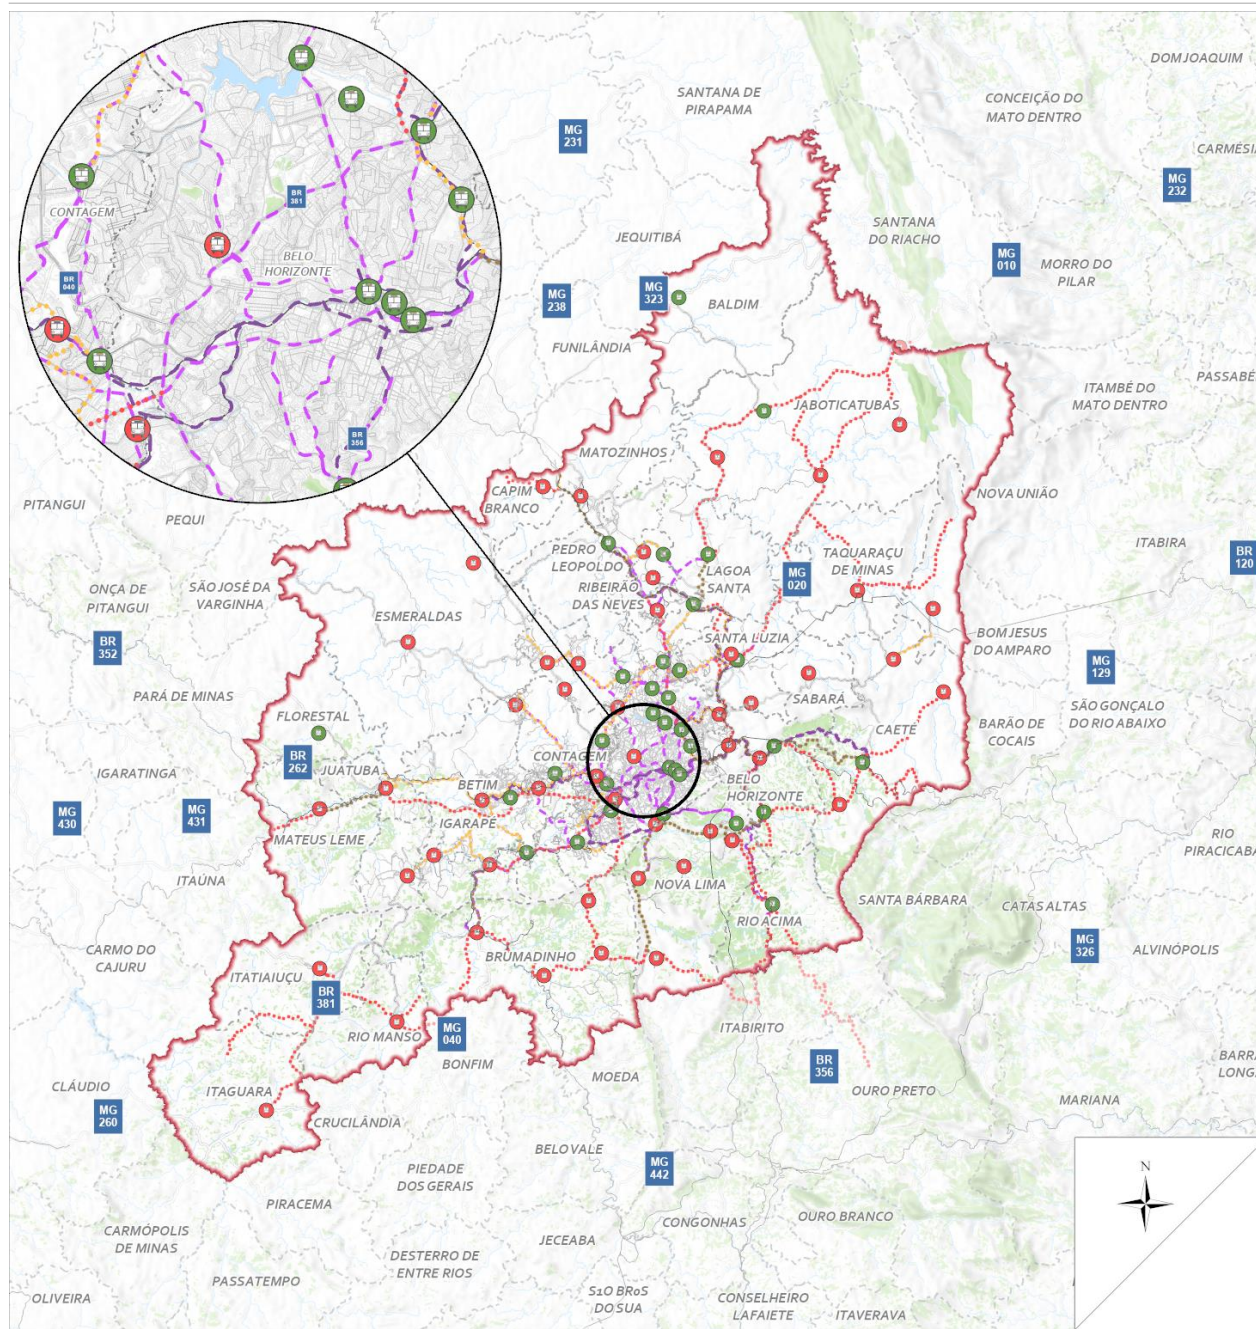 DOM JOAQUIM
SANTANA DE
PIRAPAMA
CONCEIÇÃO DO
MATO DENTRO
MG
231
CARMÉSI
MG
232
BR
381
CONTAGEM
SANTANA
DO RIACHO
JEQUITIBÁ
MG
010
MORRO DO
PILAR
BELO
HORIZONTE
BR
040
MG
238
MG
323
BALDIM
FUNILÂNDIA
ITAMBÉ DO
MATO DENTRO
PASSABÉ
JABOTICATUBAS
BR
356
MATOZINHOS
CAPIM
BRANCO
PITANGUI
PEQUI
NOVA UNIÃO
ITABIRA
BR
120
PEDRO
LEOPOLDO
TAQUARAÇU
DE MINAS
LAGOA
SANTA
MG
020
RIBEIRÃO
DAS NEVES
ONÇA DE
PITANGUI
SÃO JOSÉ DA
VARGINHA
ESMERALDAS
SANTA LUZIA
BOM JESUS
DO AMPARO
BR
352
MG
129
PARÁ DE MINAS
SABARÁ
SÃO GONÇALO
DO RIO ABAIXO
FLORESTAL
CAETÉ
BARÃO DE
COCAIS
BR
262
CONTAGEM
IGARATINGA
JUATUBA
BETIM
BELO
HORIZONTE
MG
430
MG
431
IGARAPE
MATEUS LEME
RIO
PIRACICABA
ITAÚNA
NOVA LIMA
SANTA BÁRBARA
CATAS ALTAS
RIO ACIMA
CARMO DO
CAJURU
BRUMADINHO
MG
326
ALVINÓPOLIS
ITATIAIUÇU
BR
381
RIO MANSO
MG
040
ITABIRITO
BONFIM
BR
356
BARRA
LONG
MOEDA
CLÁUDIO
ITAGUARA
OURO PRETO
MARIANA
MG
260
CRUCILÂNDIA
BELO VALE
MG
442
PIEDADE
DOS GERAIS
N
PIRACEMA
OURO BRANCO
CONGONHAS
CARMÓPOLIS
DE MINAS
JECEABA
DESTERRO DE
ENTRE RIOS
PASSATEMPO
S1O BRoS
DO SUA
CONSELHEIRO
LAFAIETE
OLIVEIRA
ITAVERAVA